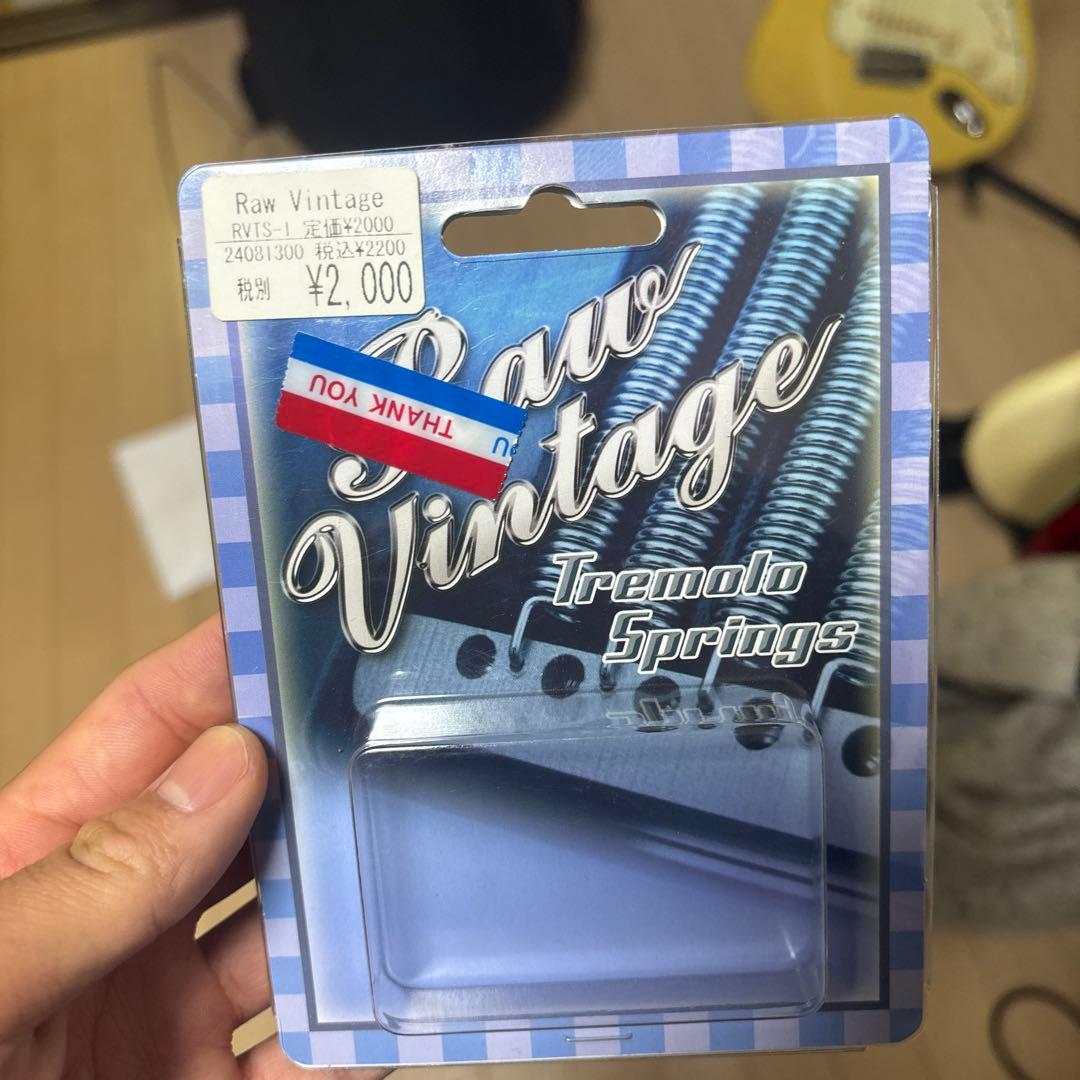 Raw Vintage
RVTS-1 定価¥2000
24081300 税込¥2200
税別 ¥2,000
Raw
Vintage
THANK YOU
U
Tremolo
Springs